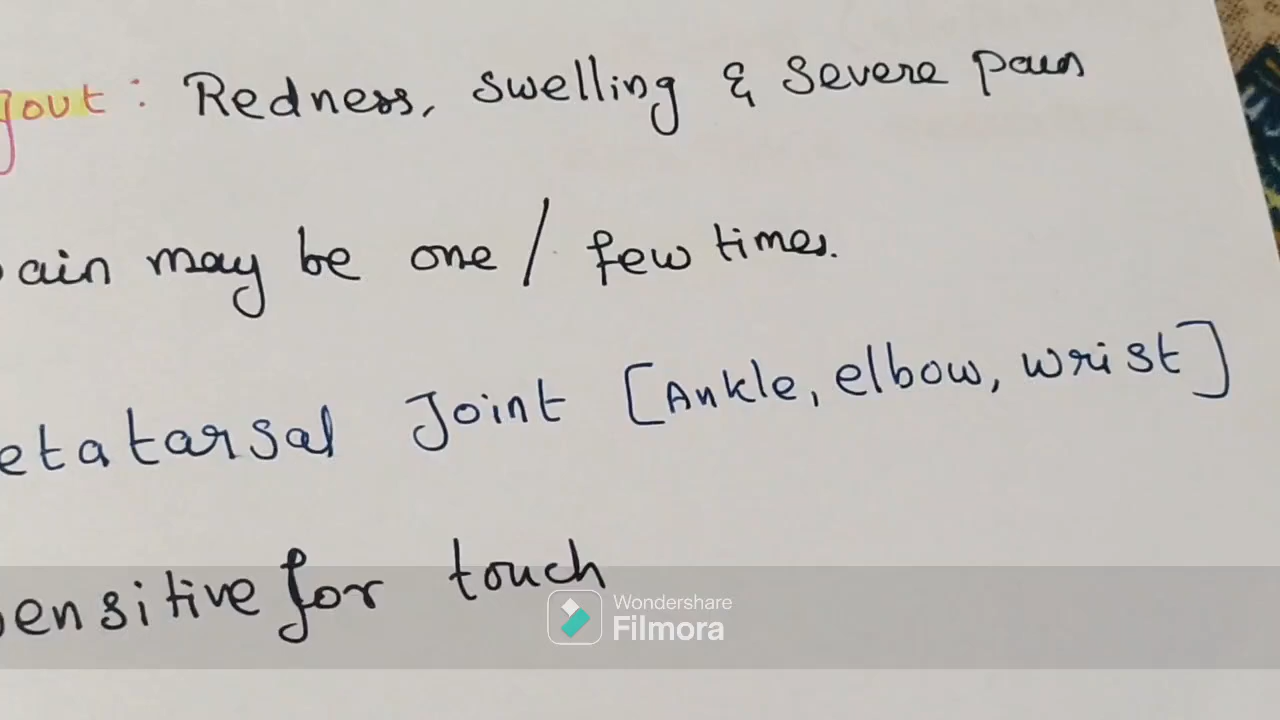 gout: Redness, swelling & severe pain
ain may be one / few times.
etatarsal Joint [Ankle, elbow, wrist]
ensitive for touch
Wondershare
Filmora